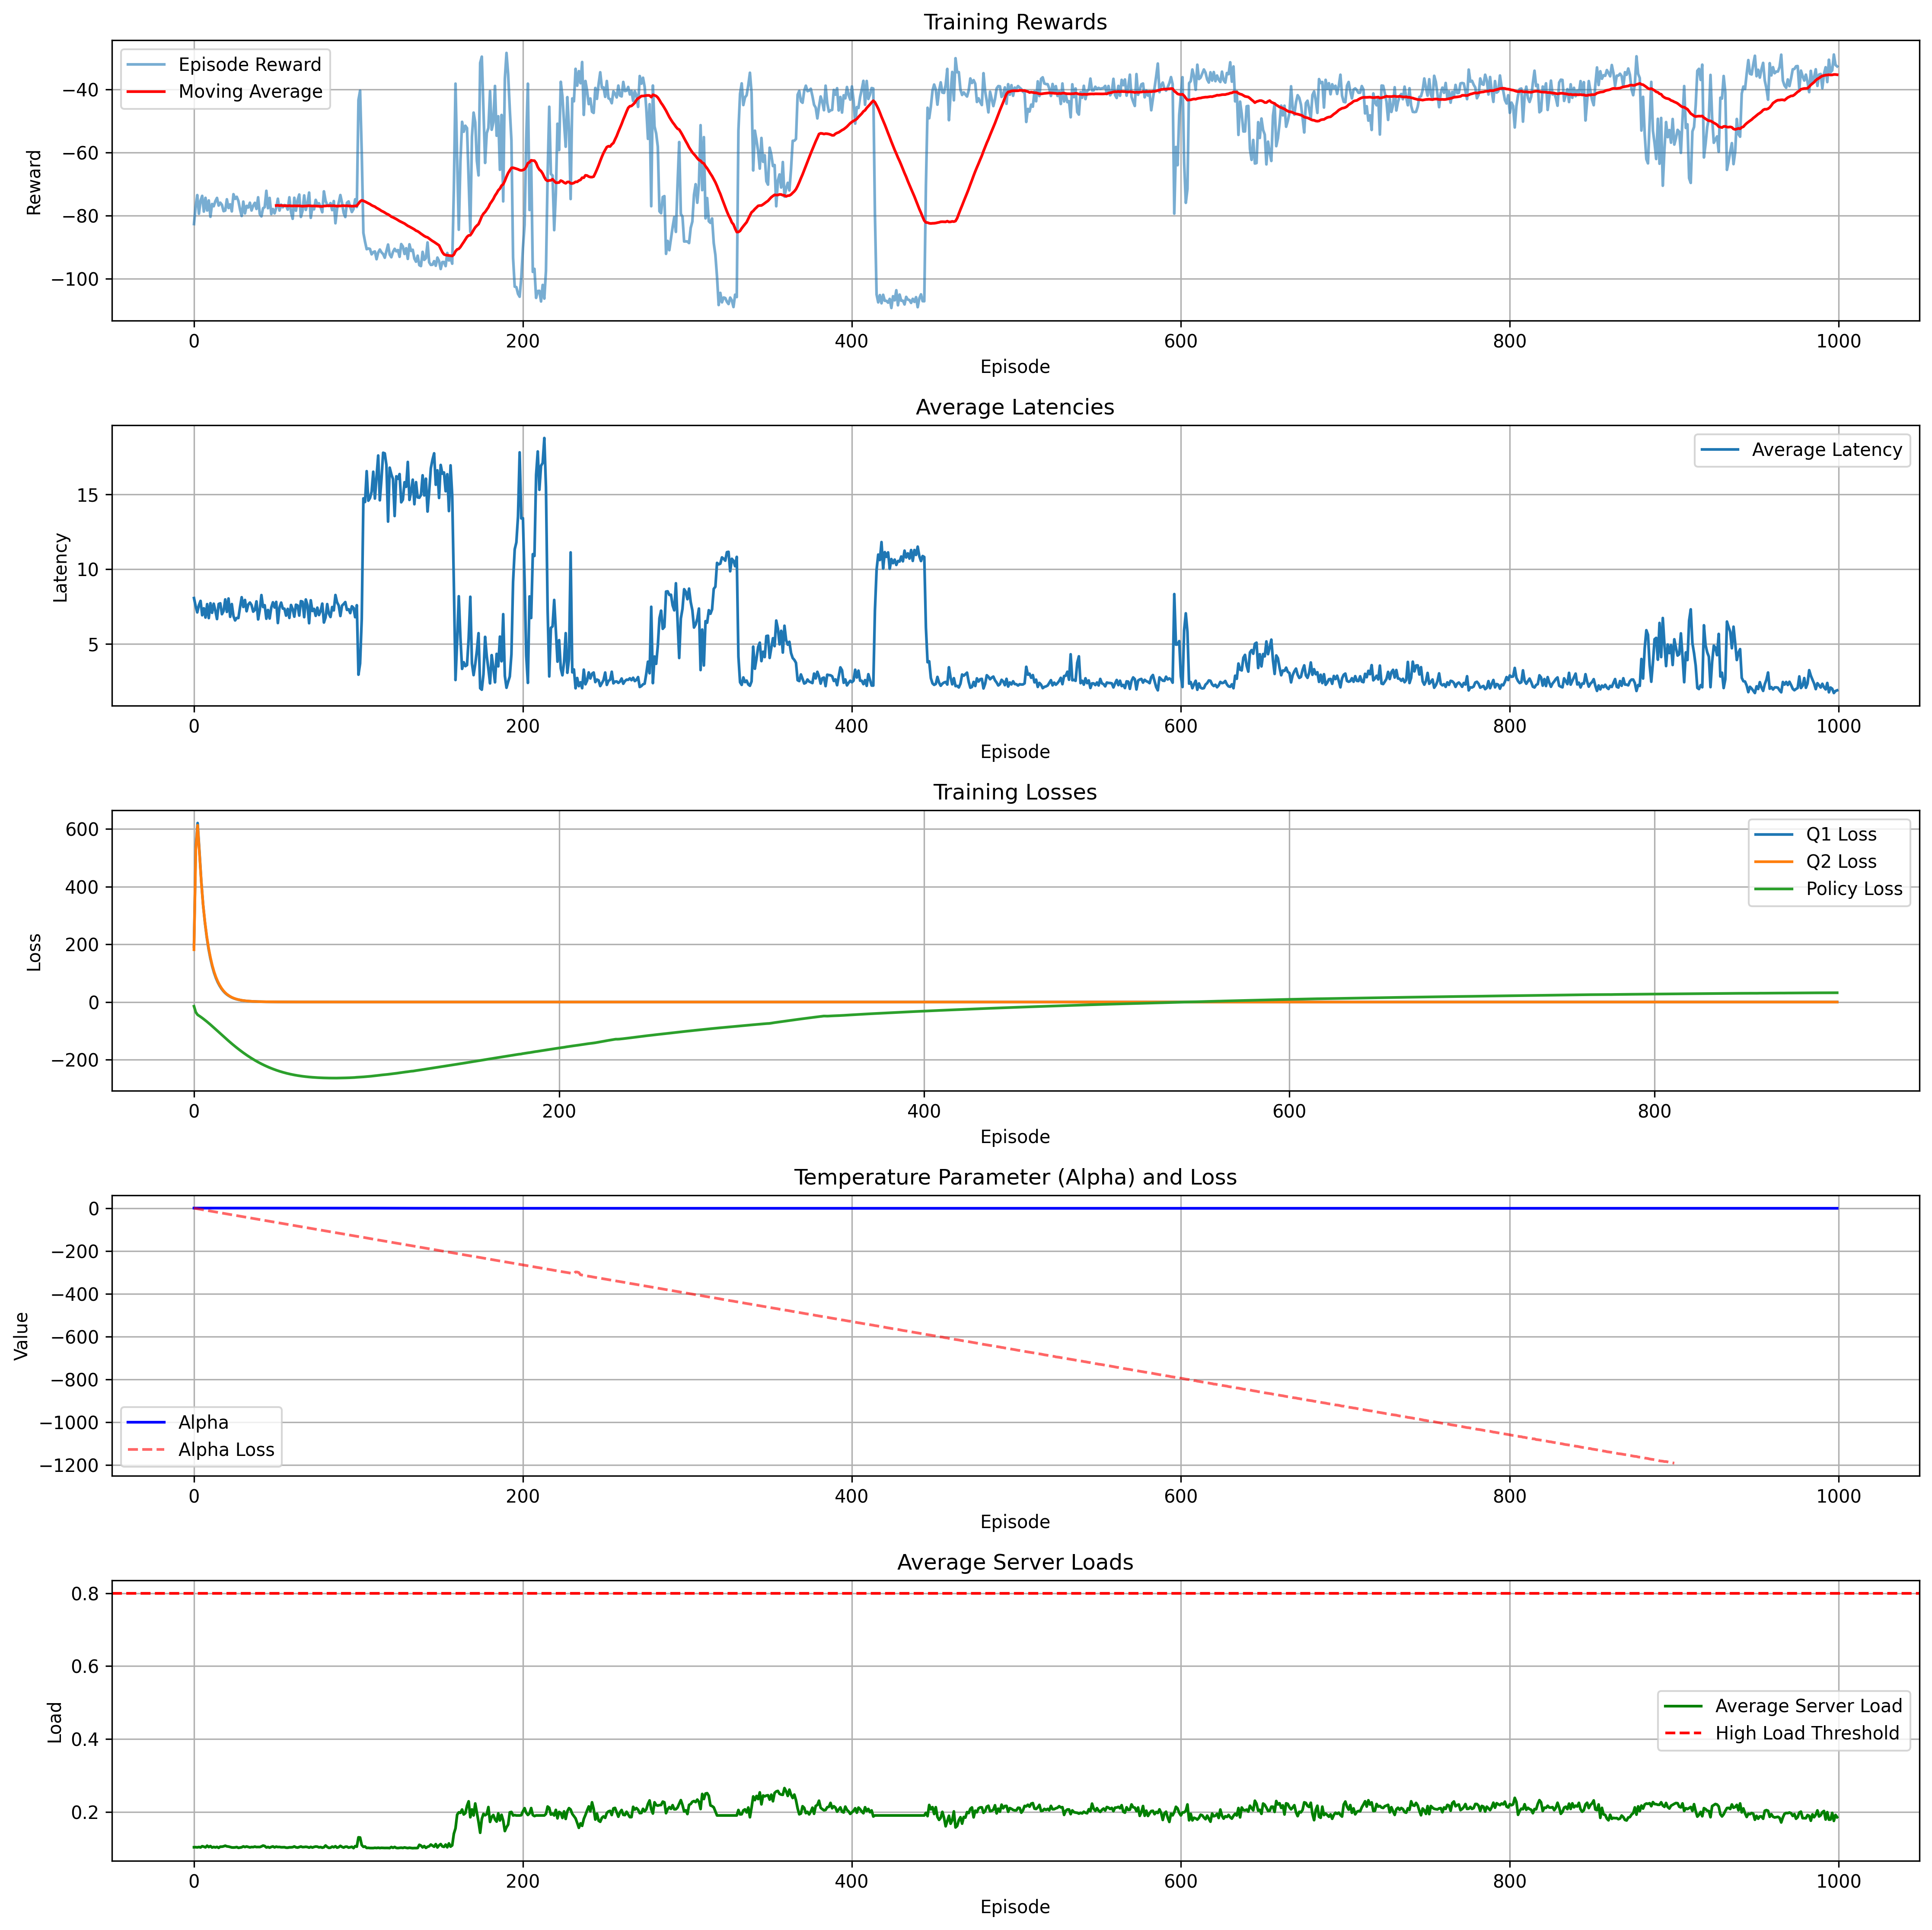 Training Rewards
Episode Reward
Moving Average
−40
−60
−80
−100
Reward
0 200 400 600 800 1000
Episode
Average Latencies
Average Latency
15
10
5
Latency
0 200 400 600 800 1000
Episode
Training Losses
Q1 Loss
Q2 Loss
Policy Loss
600
400
200
0
−200
Loss
0 200 400 600 800
Episode
Temperature Parameter (Alpha) and Loss
0
−200
−400
−600
−800
−1000
−1200
Value
Alpha
Alpha Loss
0 200 400 600 800 1000
Episode
Average Server Loads
0.8
0.6
0.4
0.2
Load
Average Server Load
High Load Threshold
0 200 400 600 800 1000
Episode